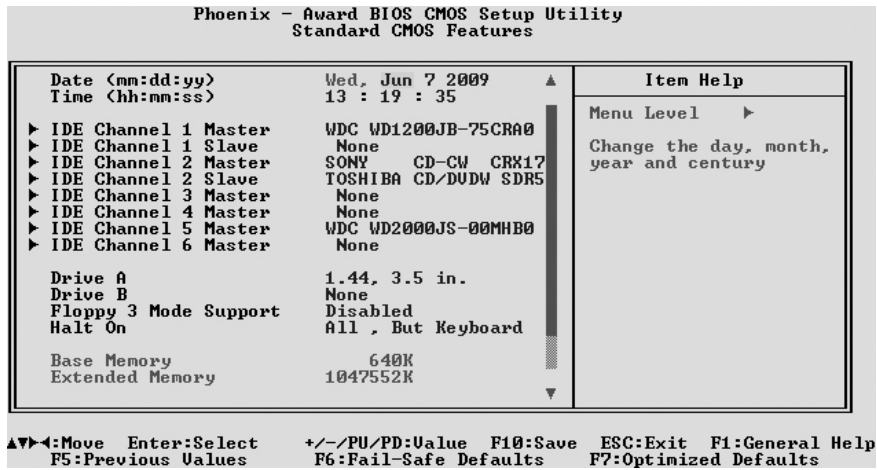 Phoenix - Award BIOS CMOS Setup Utility
Standard CMOS Features
Date (mm:dd:yy) Wed, Jun 7 2009
Time (hh:mm:ss) 13 : 19 : 35
IDE Channel 1 Master WDC WD1200JB-75CRA0
IDE Channel 1 Slave None
IDE Channel 2 Master SONY CD-CW CRX17
IDE Channel 2 Slave TOSHIBA CD/DVDW SDR5
IDE Channel 3 Master None
IDE Channel 4 Master None
IDE Channel 5 Master WDC WD2000JS-00MHB0
IDE Channel 6 Master None
Drive A 1.44, 3.5 in.
Drive B None
Floppy 3 Mode Support Disabled
Halt On All , But Keyboard
Base Memory 640K
Extended Memory 1047552K
Item Help
Menu Level
Change the day, month,
year and century
:Move Enter:Select +/-/PU/PD:Value F10:Save ESC:Exit F1:General Help
F5:Previous Values F6:Fail-Safe Defaults F7:Optimized Defaults